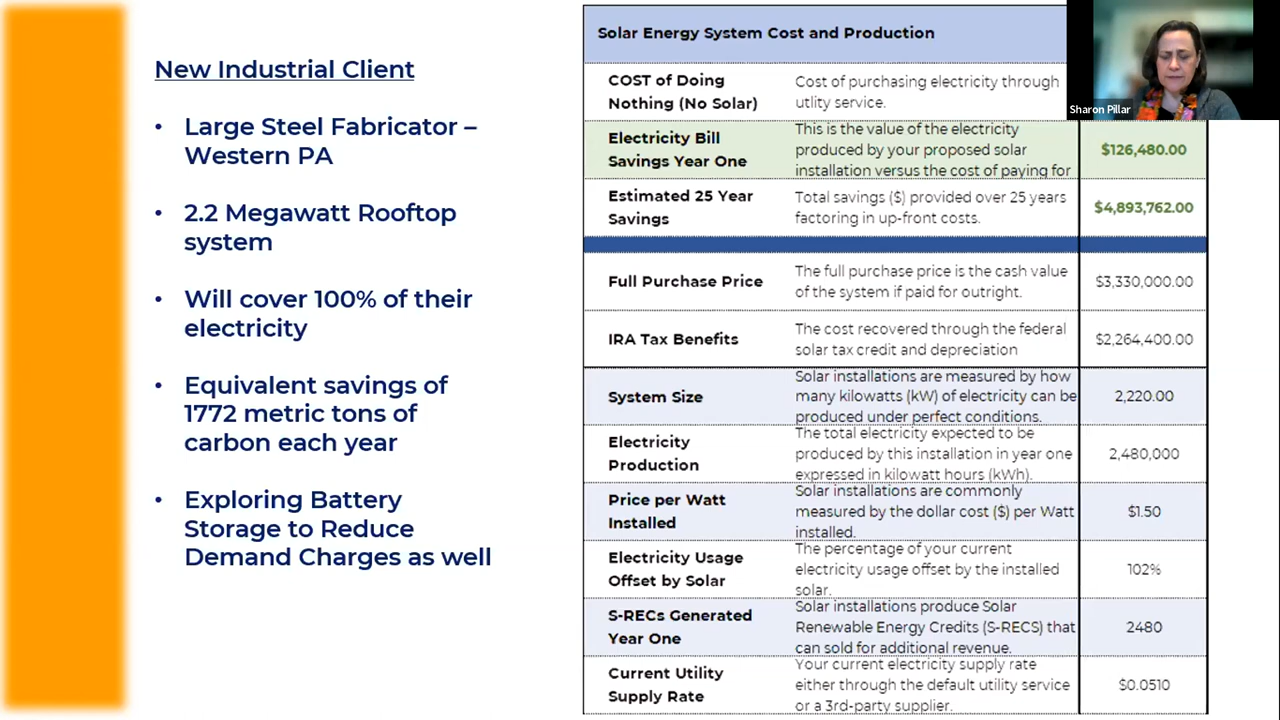 New Industrial Client
• Large Steel Fabricator –
Western PA
• 2.2 Megawatt Rooftop
system
• Will cover 100% of their
electricity
• Equivalent savings of
1772 metric tons of
carbon each year
• Exploring Battery
Storage to Reduce
Demand Charges as well
Solar Energy System Cost and Production
COST of Doing
Nothing (No Solar)
Cost of purchasing electricity through
utlity service.
Electricity Bill
Savings Year One
This is the value of the electricity
produced by your proposed solar
installation versus the cost of paying for
$126,480.00
Estimated 25 Year
Savings
Total savings ($) provided over 25 years
factoring in up-front costs.
$4,893,762.00
Full Purchase Price
The full purchase price is the cash value
of the system if paid for outright.
$3,330,000.00
IRA Tax Benefits
The cost recovered through the federal
solar tax credit and depreciation
$2,264,400.00
System Size
Solar installations are measured by how
many kilowatts (kW) of electricity can be
produced under perfect conditions.
2,220.00
Electricity
Production
The total electricity expected to be
produced by this installation in year one
expressed in kilowatt hours (kWh).
2,480,000
Price per Watt
Installed
Solar installations are commonly
measured by the dollar cost ($) per Watt
installed.
$1.50
Electricity Usage
Offset by Solar
The percentage of your current
electricity usage offset by the installed
solar.
102%
S-RECs Generated
Year One
Solar installations produce Solar
Renewable Energy Credits (S-RECS) that
can sold for additional revenue.
2480
Current Utility
Supply Rate
Your current electricity supply rate
either through the default utility service
or a 3rd-party supplier.
$0.0510
Sharon Pillar